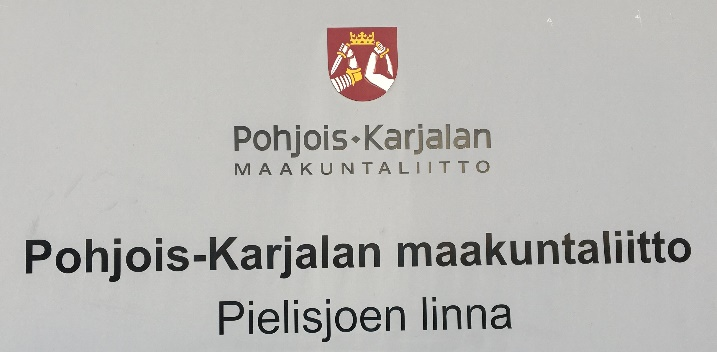 Pohjois-Karjalan
MAAKUNTALIITTO
Pohjois-Karjalan maakuntaliitto
Pielisjoen linna